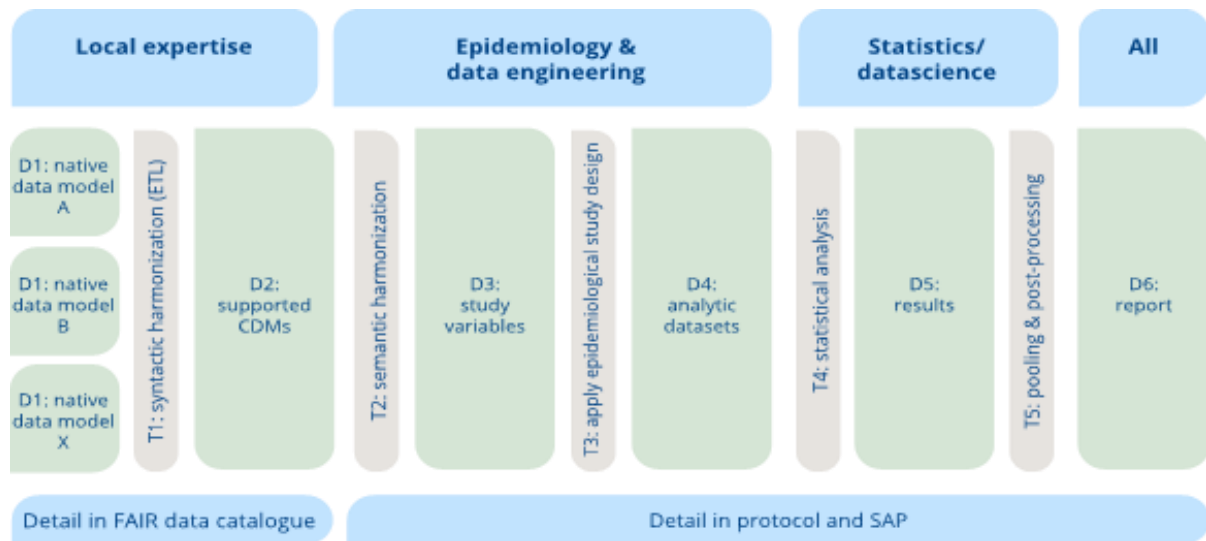 Local expertise
Epidemiology &
data engineering
Statistics/
datascience
All
D1: native
data model
A
D1: native
data model
B
D1: native
data model
X
T1: syntactic harmonization (ETL)
D2:
supported
CDMs
T2: semantic harmonization
D3:
study
variables
T3: apply epidemiological study design
D4:
analytic
datasets
T4: statistical analysis
D5:
results
T5: pooling & post-processing
D6:
report
Detail in FAIR data catalogue
Detail in protocol and SAP